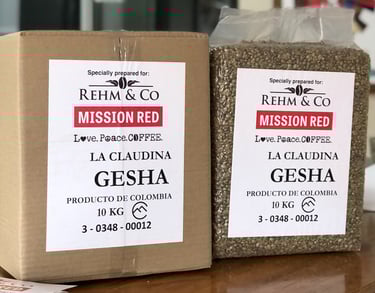 Specially prepared for:
REHM & CO
MISSION RED
Love. Peace. COFFEE.
LA CLAUDINA
GESHA
PRODUCTO DE COLOMBIA
10 KG
3 - 0348 - 00012
Specially prepared for:
REHM & CO
MISSION RED
Love. Peace. COFFEE.
LA CLAUDINA
GESHA
PRODUCTO DE COLOMBIA
10 KG
3 - 0348 - 00012